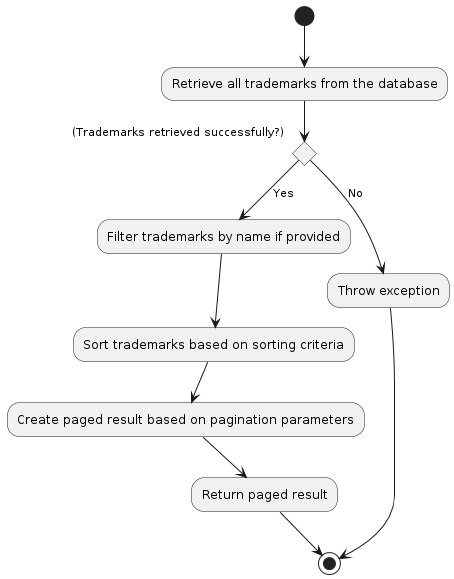 Retrieve all trademarks from the database
(Trademarks retrieved successfully?)
Yes
No
Filter trademarks by name if provided
Throw exception
Sort trademarks based on sorting criteria
Create paged result based on pagination parameters
Return paged result